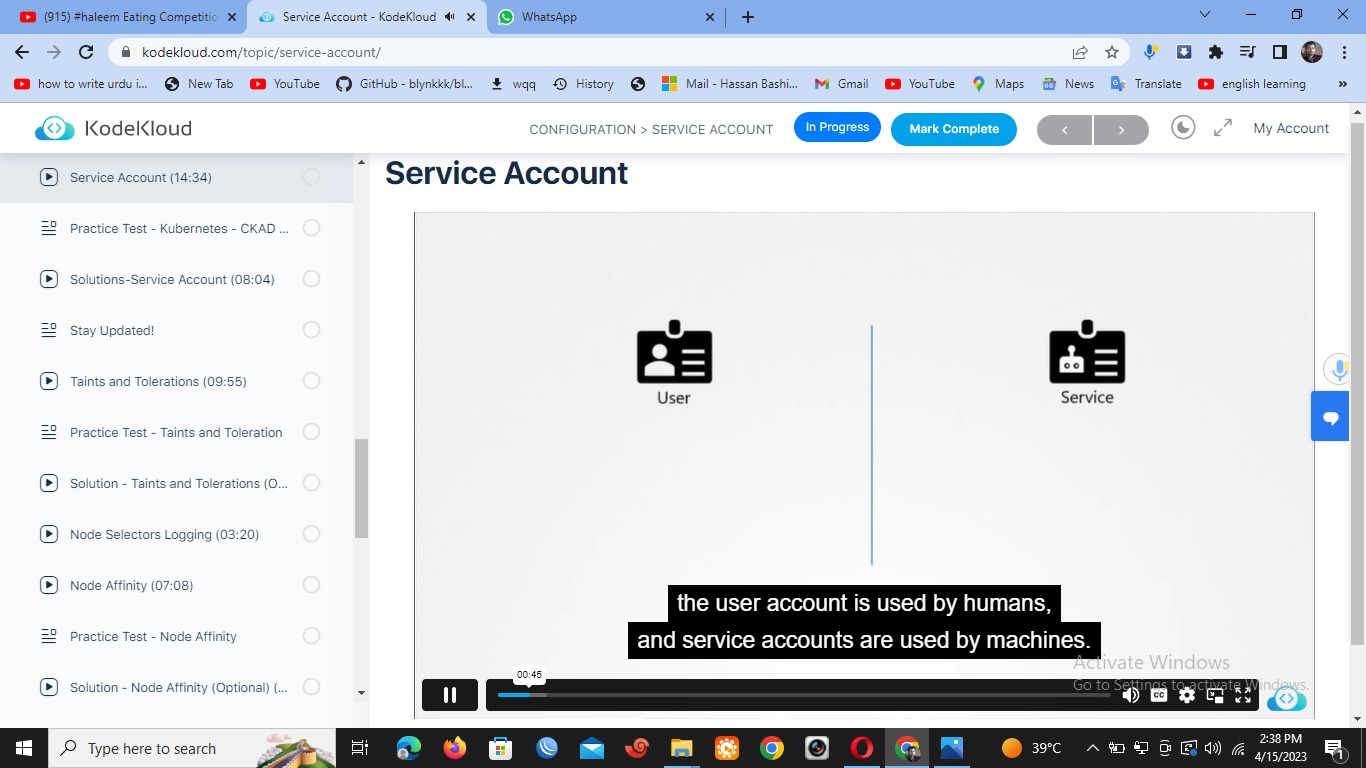 (915) #haleem Eating Competitio
Service Account - KodeKloud
WhatsApp
kodekloud.com/topic/service-account/
how to write urdu i...
New Tab
YouTube
GitHub - blynkkk/bl...
wqq
History
Mail - Hassan Bashi...
Gmail
YouTube
Maps
News
Translate
english learning
»
KodeKloud
CONFIGURATION > SERVICE ACCOUNT
In Progress
Mark Complete
My Account
Service Account (14:34)
Practice Test - Kubernetes - CKAD ...
Solutions-Service Account (08:04)
Stay Updated!
Taints and Tolerations (09:55)
Practice Test - Taints and Toleration
Solution - Taints and Tolerations (O...
Node Selectors Logging (03:20)
Node Affinity (07:08)
Practice Test - Node Affinity
Solution - Node Affinity (Optional) (...
Service Account
User
Service
the user account is used by humans,
and service accounts are used by machines.
00:45
CC
Activate Windows
Go to Settings to activate Windows.
Type here to search
39°C
2:38 PM
4/15/2023
1